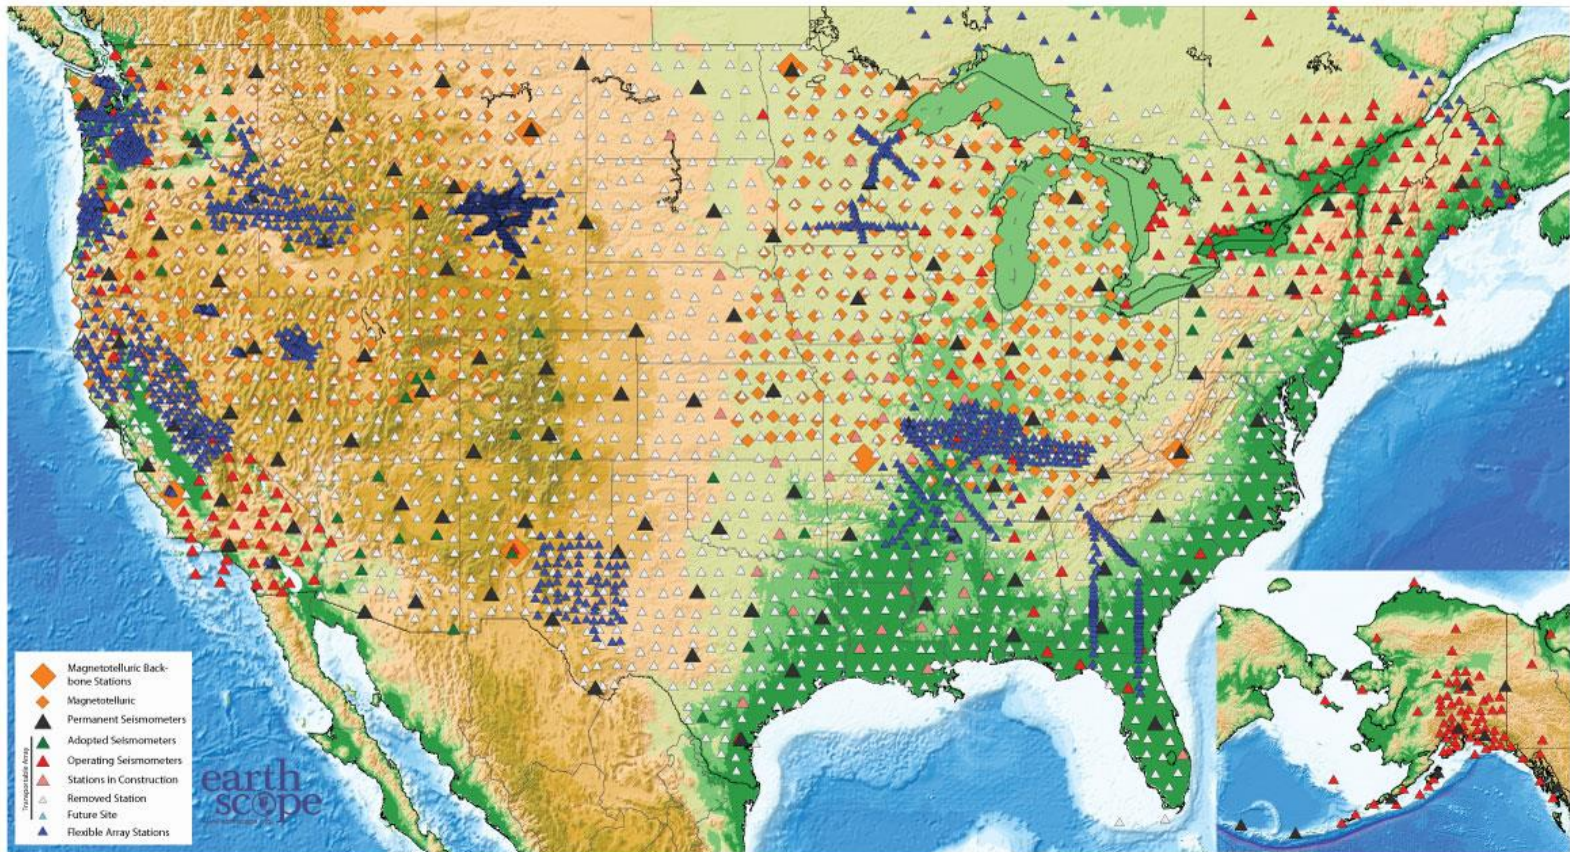 Magnetotelluric Back-
bone Stations
Magnetotelluric
Permanent Seismometers
Adopted Seismometers
Operating Seismometers
Stations in Construction
Removed Station
Future Site
Flexible Array Stations
Transportable Array
earth
scope